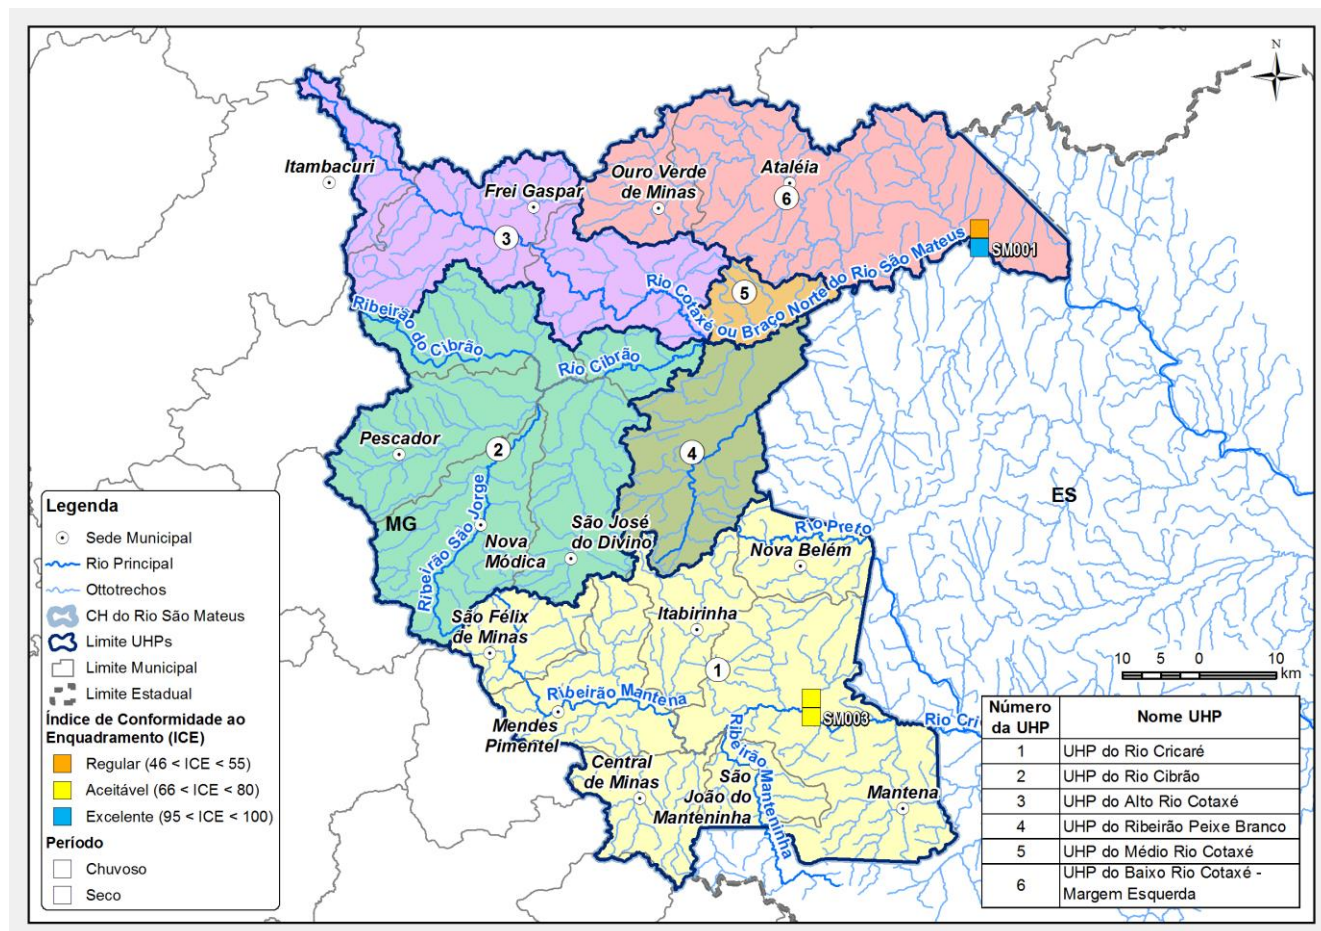 N
Itambacuri
Frei Gaspar
Ouro Verde
de Minas
Ataléia
6
3
SM001
5
Rio Cotaxé ou Braço Norte do Rio São Mateus
Ribeirão do Cibrão
Rio Cibrão
Pescador
2
4
MG
Ribeirão São Jorge
Nova
Módica
São José
do Divino
ES
Rio Preto
Nova Belém
São Félix
de Minas
Itabirinha
1
Ribeirão Mantena
Mendes
Pimentel
SM003
Rio Cri
Ribeirão Manteninha
Central
de Minas
São
João do
Manteninha
Mantena
10 5 0 10
km
Legenda
Sede Municipal
Rio Principal
Ottotrechos
CH do Rio São Mateus
Limite UHPs
Limite Municipal
Limite Estadual
Índice de Conformidade ao
Enquadramento (ICE)
Regular (46 < ICE < 55)
Aceitável (66 < ICE < 80)
Excelente (95 < ICE < 100)
Período
Chuvoso
Seco
Número
da UHP
Nome UHP
1 UHP do Rio Cricaré
2 UHP do Rio Cibrão
3 UHP do Alto Rio Cotaxé
4 UHP do Ribeirão Peixe Branco
5 UHP do Médio Rio Cotaxé
6 UHP do Baixo Rio Cotaxé -
Margem Esquerda